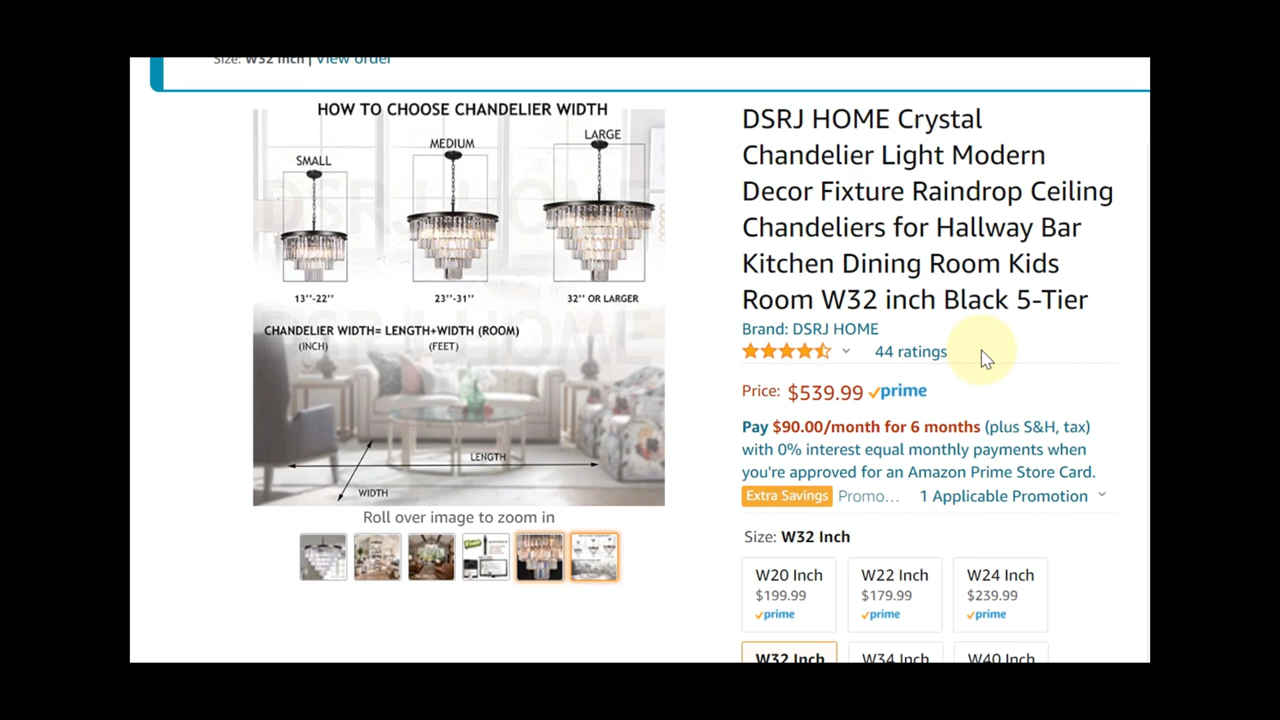 Size: W32 Inch | View order
HOW TO CHOOSE CHANDELIER WIDTH
SMALL
MEDIUM
LARGE
13''-22''
23''-31''
32'' OR LARGER
CHANDELIER WIDTH= LENGTH+WIDTH (ROOM)
(INCH) (FEET)
LENGTH
WIDTH
Roll over image to zoom in
DSRJ HOME Crystal
Chandelier Light Modern
Decor Fixture Raindrop Ceiling
Chandeliers for Hallway Bar
Kitchen Dining Room Kids
Room W32 inch Black 5-Tier
Brand: DSRJ HOME
44 ratings
Price: $539.99 prime
Pay $90.00/month for 6 months (plus S&H, tax)
with 0% interest equal monthly payments when
you're approved for an Amazon Prime Store Card.
Extra Savings Promo... 1 Applicable Promotion
Size: W32 Inch
W20 Inch W22 Inch W24 Inch
$199.99 $179.99 $239.99
prime prime prime
W32 Inch W34 Inch W40 Inch